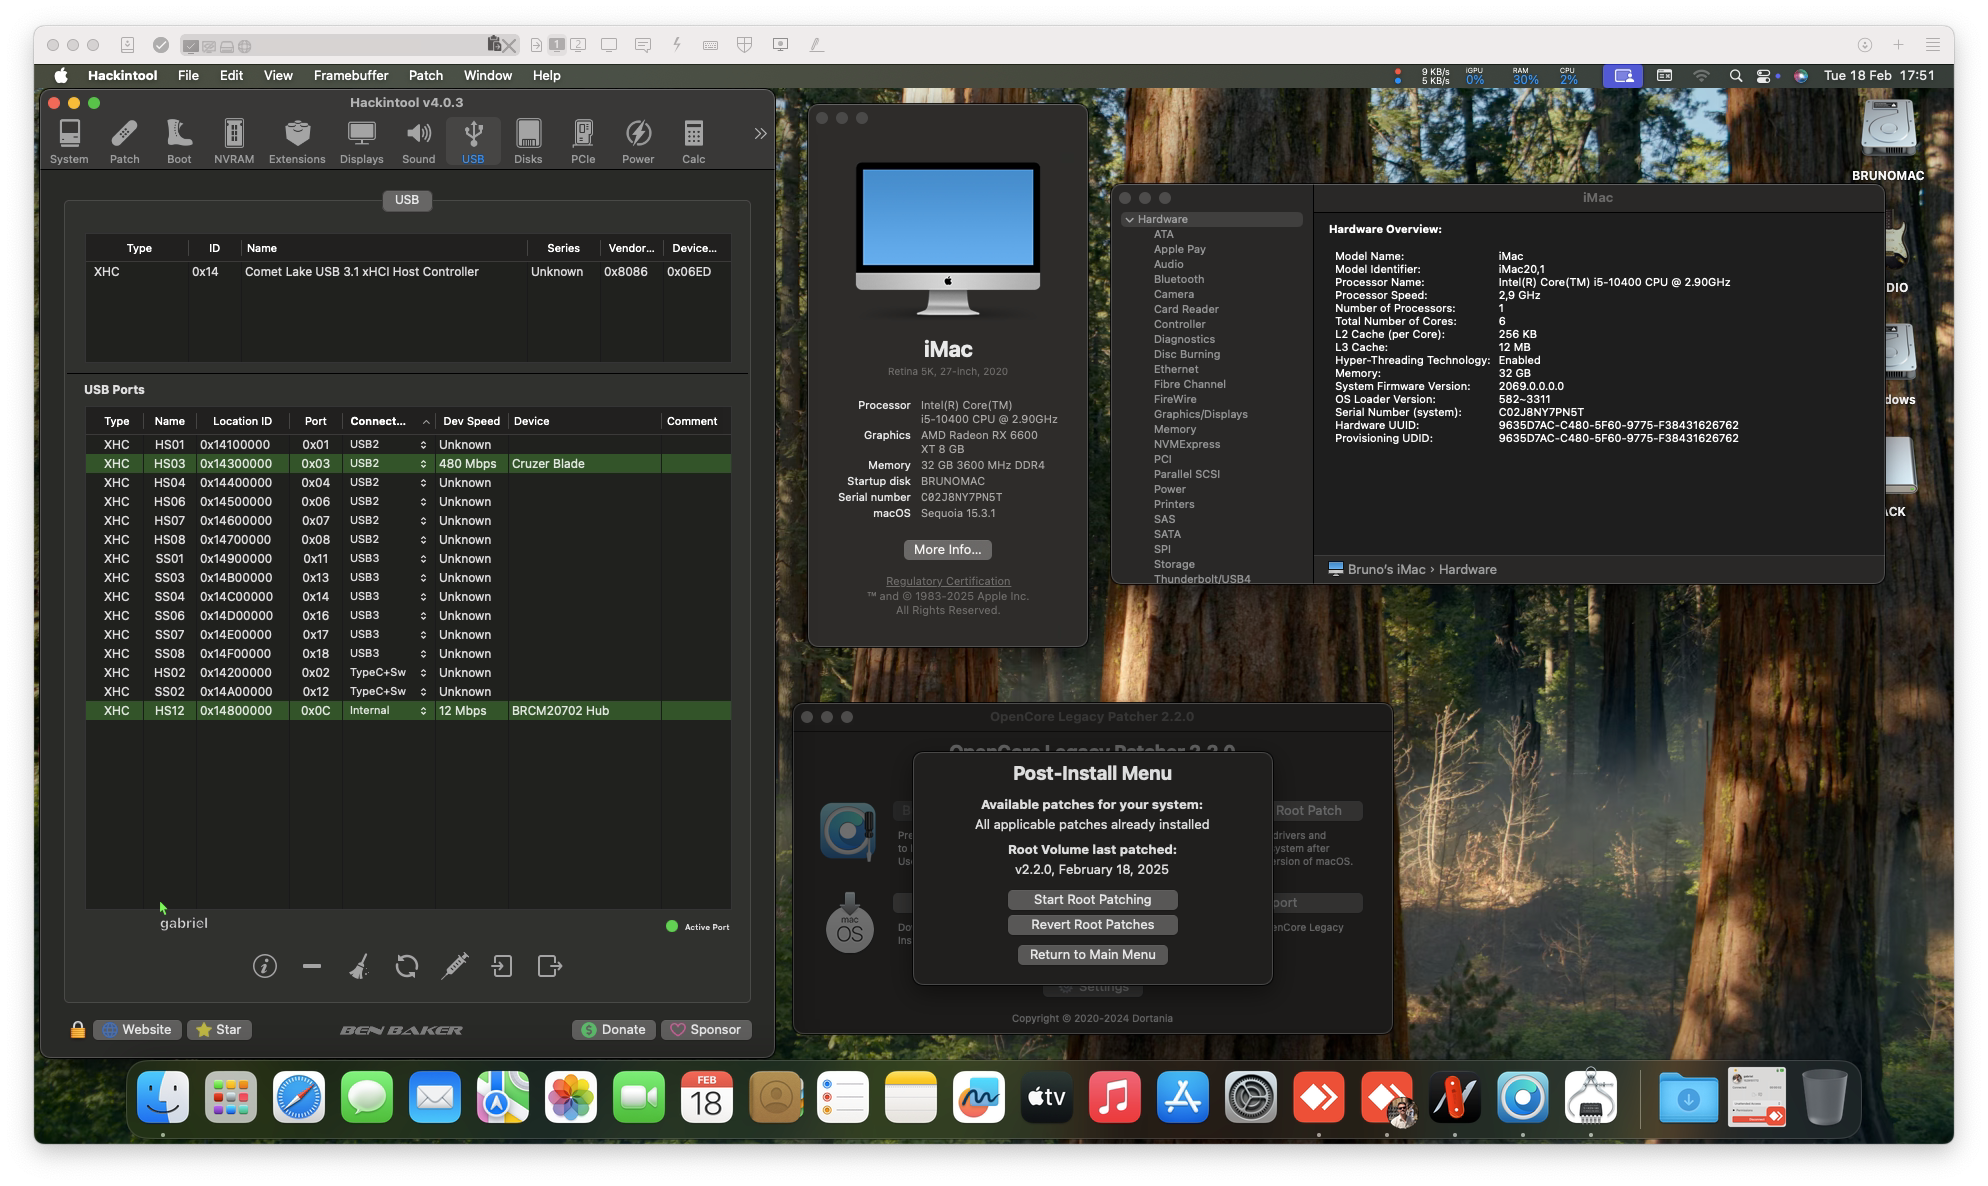 1 2
Hackintool File Edit View Framebuffer Patch Window Help
9 KB/s
5 KB/s
iGPU
0%
RAM
30%
CPU
2%
Tue 18 Feb 17:51
Hackintool v4.0.3
System Patch Boot NVRAM Extensions Displays Sound USB Disks PCIe Power Calc
USB
Type ID Name Series Vendor... Device...
XHC 0x14 Comet Lake USB 3.1 xHCI Host Controller Unknown 0x8086 0x06ED
USB Ports
Type Name Location ID Port Connect... Dev Speed Device Comment
XHC HS01 0x14100000 0x01 USB2 Unknown
XHC HS03 0x14300000 0x03 USB2 480 Mbps Cruzer Blade
XHC HS04 0x14400000 0x04 USB2 Unknown
XHC HS06 0x14500000 0x06 USB2 Unknown
XHC HS07 0x14600000 0x07 USB2 Unknown
XHC HS08 0x14700000 0x08 USB2 Unknown
XHC SS01 0x14900000 0x11 USB3 Unknown
XHC SS03 0x14B00000 0x13 USB3 Unknown
XHC SS04 0x14C00000 0x14 USB3 Unknown
XHC SS06 0x14D00000 0x16 USB3 Unknown
XHC SS07 0x14E00000 0x17 USB3 Unknown
XHC SS08 0x14F00000 0x18 USB3 Unknown
XHC HS02 0x14200000 0x02 TypeC+Sw Unknown
XHC SS02 0x14A00000 0x12 TypeC+Sw Unknown
XHC HS12 0x14800000 0x0C Internal 12 Mbps BRCM20702 Hub
gabriel
Active Port
Website Star BEN BAKER Donate Sponsor
iMac
Retina 5K, 27-inch, 2020
Processor Intel(R) Core(TM)
i5-10400 CPU @ 2.90GHz
Graphics AMD Radeon RX 6600
XT 8 GB
Memory 32 GB 3600 MHz DDR4
Startup disk BRUNOMAC
Serial number C02J8NY7PN5T
macOS Sequoia 15.3.1
More Info...
Regulatory Certification
™ and © 1983-2025 Apple Inc.
All Rights Reserved.
iMac
Hardware
ATA
Apple Pay
Audio
Bluetooth
Camera
Card Reader
Controller
Diagnostics
Disc Burning
Ethernet
Fibre Channel
FireWire
Graphics/Displays
Memory
NVMExpress
PCI
Parallel SCSI
Power
Printers
SAS
SATA
SPI
Storage
Thunderbolt/USB4
Hardware Overview:
Model Name: iMac
Model Identifier: iMac20,1
Processor Name: Intel(R) Core(TM) i5-10400 CPU @ 2.90GHz
Processor Speed: 2,9 GHz
Number of Processors: 1
Total Number of Cores: 6
L2 Cache (per Core): 256 KB
L3 Cache: 12 MB
Hyper-Threading Technology: Enabled
Memory: 32 GB
System Firmware Version: 2069.0.0.0.0
OS Loader Version: 582~3311
Serial Number (system): C02J8NY7PN5T
Hardware UUID: 9635D7AC-C480-5F60-9775-F38431626762
Provisioning UDID: 9635D7AC-C480-5F60-9775-F38431626762
Bruno's iMac › Hardware
BRUNOMAC
DIO
dows
ACK
OpenCore Legacy Patcher 2.2.0
OpenCore Legacy Patcher 2.2.0
Post-Install Menu
Available patches for your system:
All applicable patches already installed
Root Volume last patched:
v2.2.0, February 18, 2025
Start Root Patching
Revert Root Patches
Return to Main Menu
B
Pre
to i
Use
Root Patch
drivers and
ystem after
ersion of macOS.
mac
OS
Do
Ins
port
enCore Legacy
Settings
Copyright © 2020-2024 Dortania
FEB
18
tv